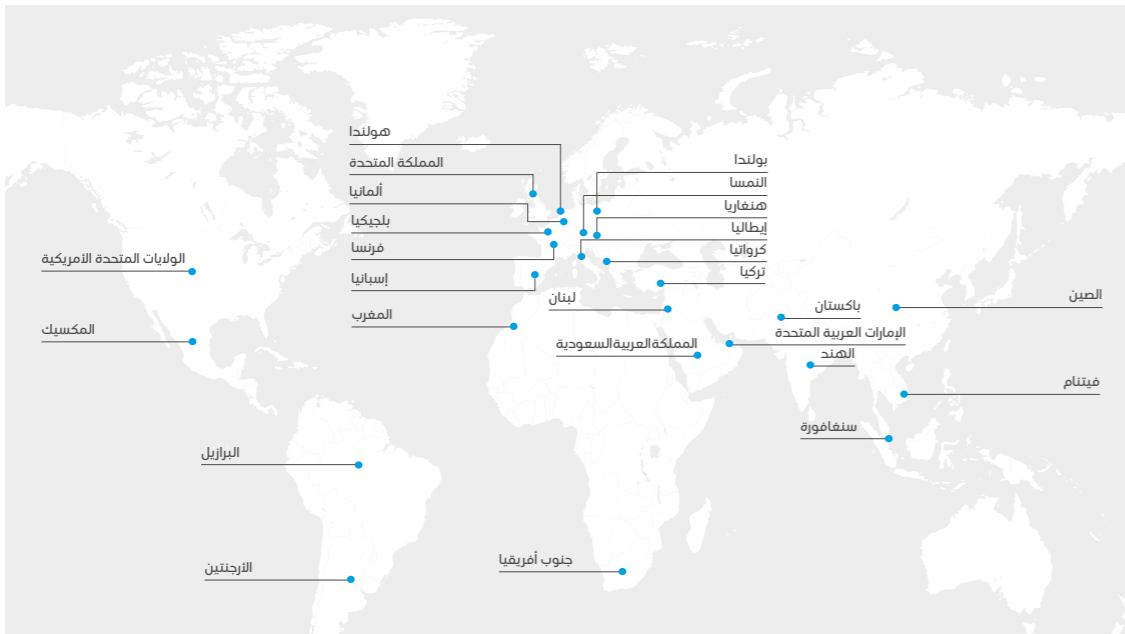 هولندا
المملكة المتحدة
ألمانيا
بلجيكيا
فرنسا
إسبانيا
المغرب
بولندا
النمسا
هنغاريا
إيطاليا
كرواتيا
تركيا
لبنان
المملكة العربية السعودية
باكستان
الإمارات العربية المتحدة
الهند
سنغافورة
الصين
فيتنام
الولايات المتحدة الأمريكية
المكسيك
البرازيل
الأرجنتين
جنوب أفريقيا